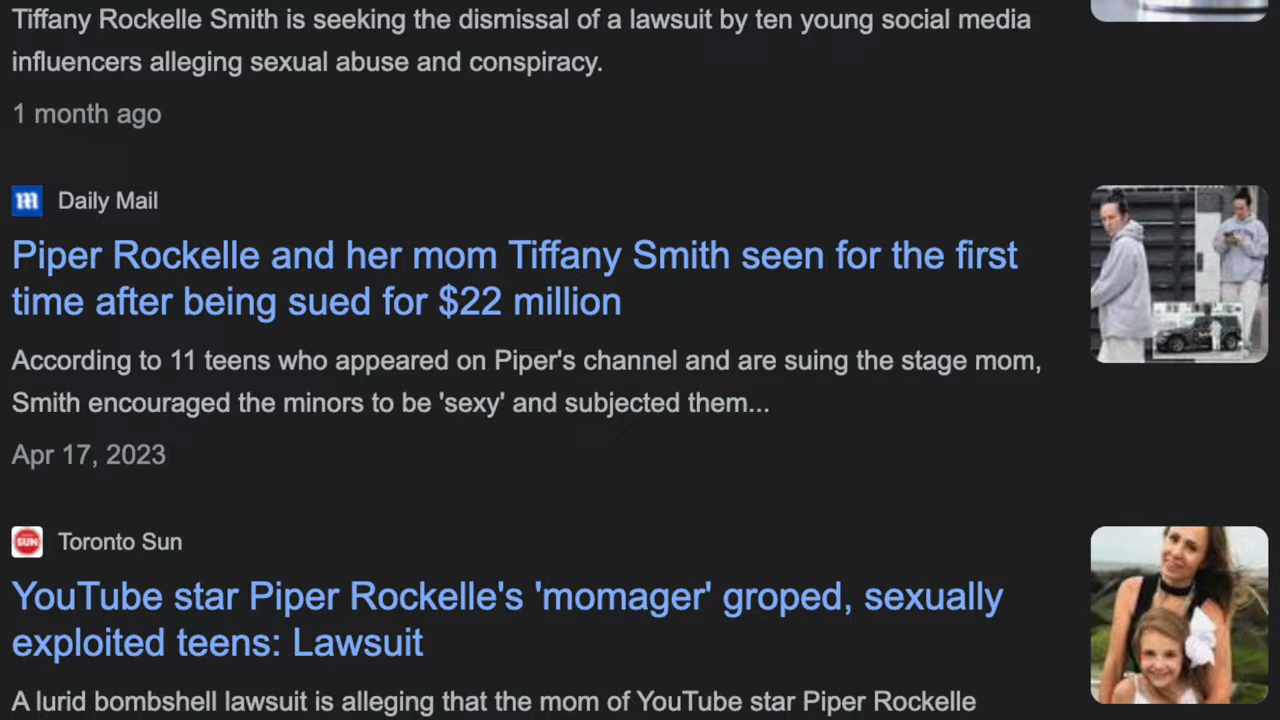 Tiffany Rockelle Smith is seeking the dismissal of a lawsuit by ten young social media
influencers alleging sexual abuse and conspiracy.
1 month ago
m Daily Mail
Piper Rockelle and her mom Tiffany Smith seen for the first
time after being sued for $22 million
According to 11 teens who appeared on Piper's channel and are suing the stage mom,
Smith encouraged the minors to be 'sexy' and subjected them...
Apr 17, 2023
SUN Toronto Sun
YouTube star Piper Rockelle's 'momager' groped, sexually
exploited teens: Lawsuit
A lurid bombshell lawsuit is alleging that the mom of YouTube star Piper Rockelle